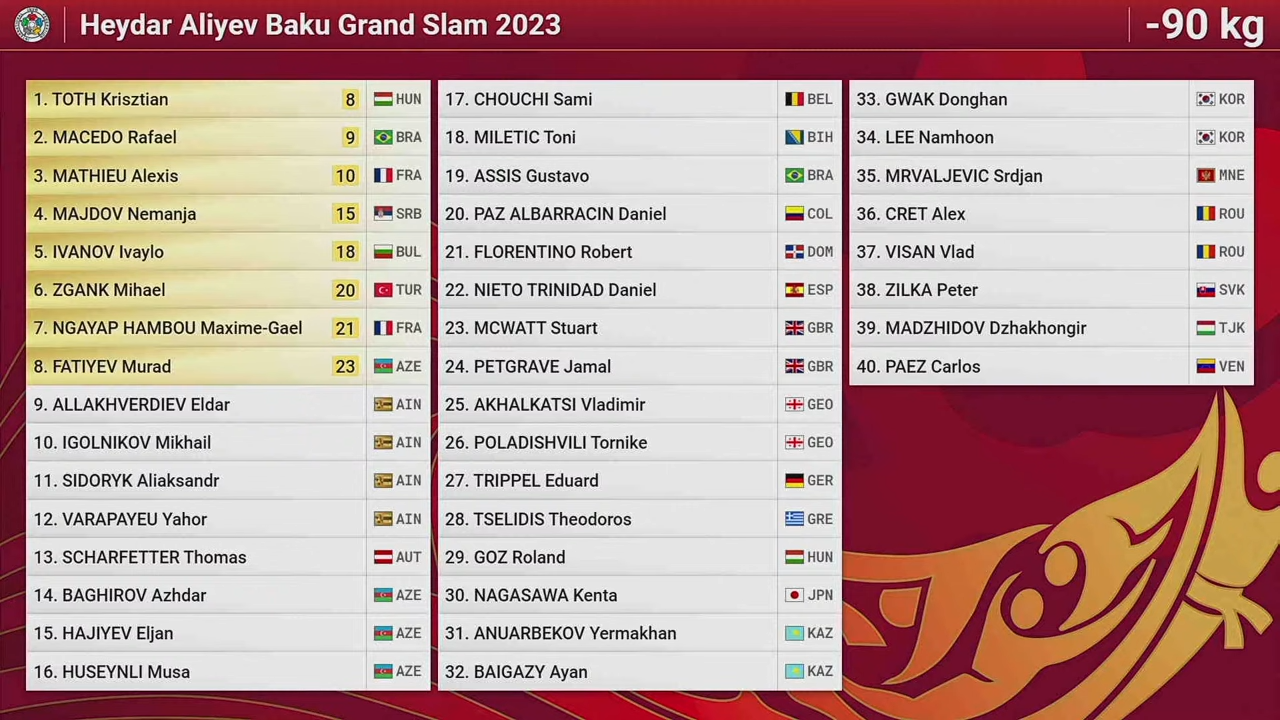 Heydar Aliyev Baku Grand Slam 2023
-90 kg
1. TOTH Krisztian 8 HUN
2. MACEDO Rafael 9 BRA
3. MATHIEU Alexis 10 FRA
4. MAJDOV Nemanja 15 SRB
5. IVANOV Ivaylo 18 BUL
6. ZGANK Mihael 20 TUR
7. NGAYAP HAMBOU Maxime-Gael 21 FRA
8. FATIYEV Murad 23 AZE
9. ALLAKHVERDIEV Eldar AIN
10. IGOLNIKOV Mikhail AIN
11. SIDORYK Aliaksandr AIN
12. VARAPAYEU Yahor AIN
13. SCHARFETTER Thomas AUT
14. BAGHIROV Azhdar AZE
15. HAJIYEV Eljan AZE
16. HUSEYNLI Musa AZE
17. CHOUCHI Sami BEL
18. MILETIC Toni BIH
19. ASSIS Gustavo BRA
20. PAZ ALBARRACIN Daniel COL
21. FLORENTINO Robert DOM
22. NIETO TRINIDAD Daniel ESP
23. MCWATT Stuart GBR
24. PETGRAVE Jamal GBR
25. AKHALKATSI Vladimir GEO
26. POLADISHVILI Tornike GEO
27. TRIPPEL Eduard GER
28. TSELIDIS Theodoros GRE
29. GOZ Roland HUN
30. NAGASAWA Kenta JPN
31. ANUARBEKOV Yermakhan KAZ
32. BAIGAZY Ayan KAZ
33. GWAK Donghan KOR
34. LEE Namhoon KOR
35. MRVALJEVIC Srdjan MNE
36. CRET Alex ROU
37. VISAN Vlad ROU
38. ZILKA Peter SVK
39. MADZHIDOV Dzhakhongir TJK
40. PAEZ Carlos VEN